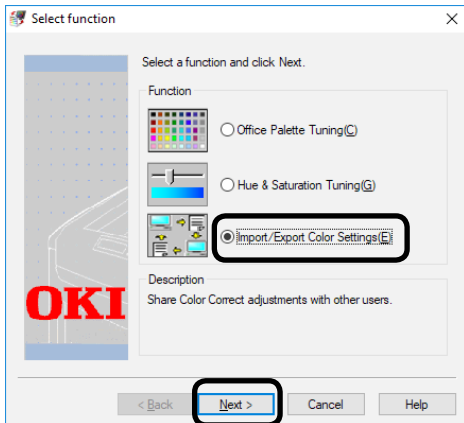 Select function
Select a function and click Next.
Function
Office Palette Tuning(C)
Hue & Saturation Tuning(G)
Import/Export Color Settings(E)
Description
Share Color Correct adjustments with other users.
OKI
< Back
Next >
Cancel
Help